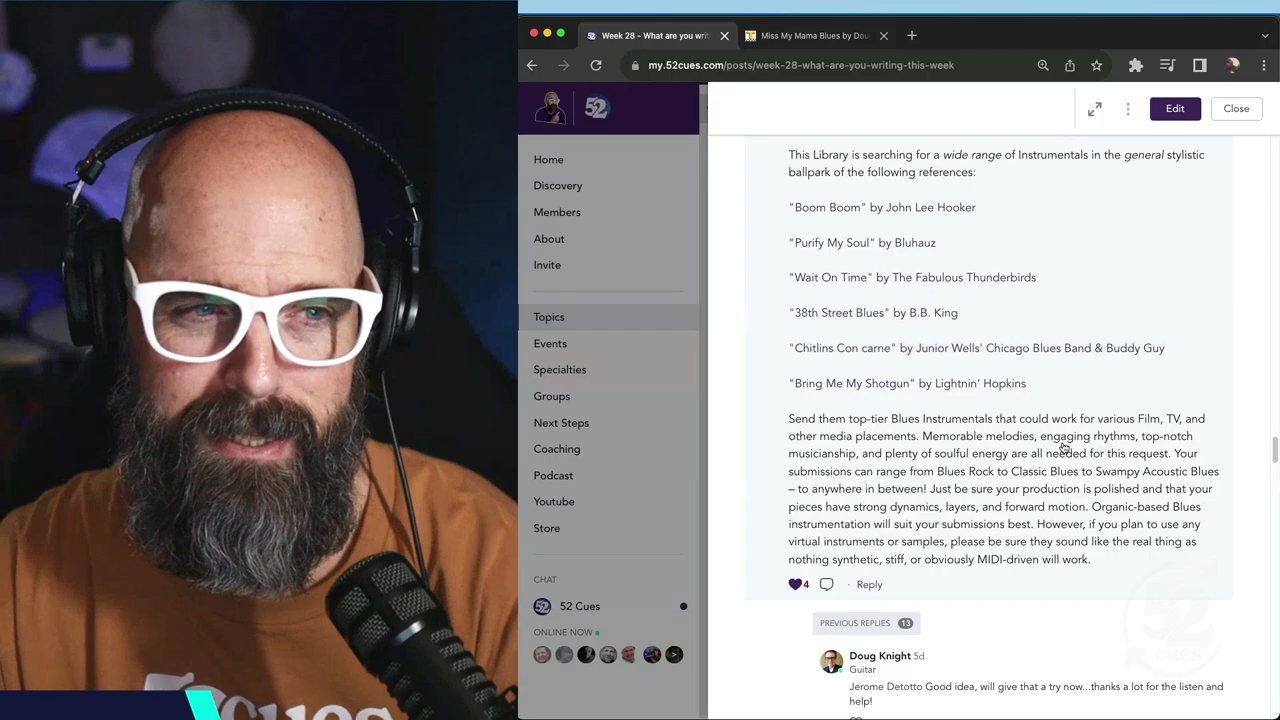 Week 28 - What are you writ
Miss My Mama Blues by Dou
my.52cues.com/posts/week-28-what-are-you-writing-this-week
52
Edit
Close
Home
Discovery
Members
About
Invite
Topics
Events
Specialties
Groups
Next Steps
Coaching
Podcast
Youtube
Store
CHAT
52 Cues
ONLINE NOW
This Library is searching for a wide range of Instrumentals in the general stylistic
ballpark of the following references:
"Boom Boom" by John Lee Hooker
"Purify My Soul" by Bluhauz
"Wait On Time" by The Fabulous Thunderbirds
"38th Street Blues" by B.B. King
"Chitlins Con carne" by Junior Wells' Chicago Blues Band & Buddy Guy
"Bring Me My Shotgun" by Lightnin' Hopkins
Send them top-tier Blues Instrumentals that could work for various Film, TV, and
other media placements. Memorable melodies, engaging rhythms, top-notch
musicianship, and plenty of soulful energy are all needed for this request. Your
submissions can range from Blues Rock to Classic Blues to Swampy Acoustic Blues
– to anywhere in between! Just be sure your production is polished and that your
pieces have strong dynamics, layers, and forward motion. Organic-based Blues
instrumentation will suit your submissions best. However, if you plan to use any
virtual instruments or samples, please be sure they sound like the real thing as
nothing synthetic, stiff, or obviously MIDI-driven will work.
4 · Reply
PREVIOUS REPLIES 13
Doug Knight 5d
Guitar
Jerome Detotto Good idea, will give that a try now...thanks a lot for the listen and
help!
52
cues